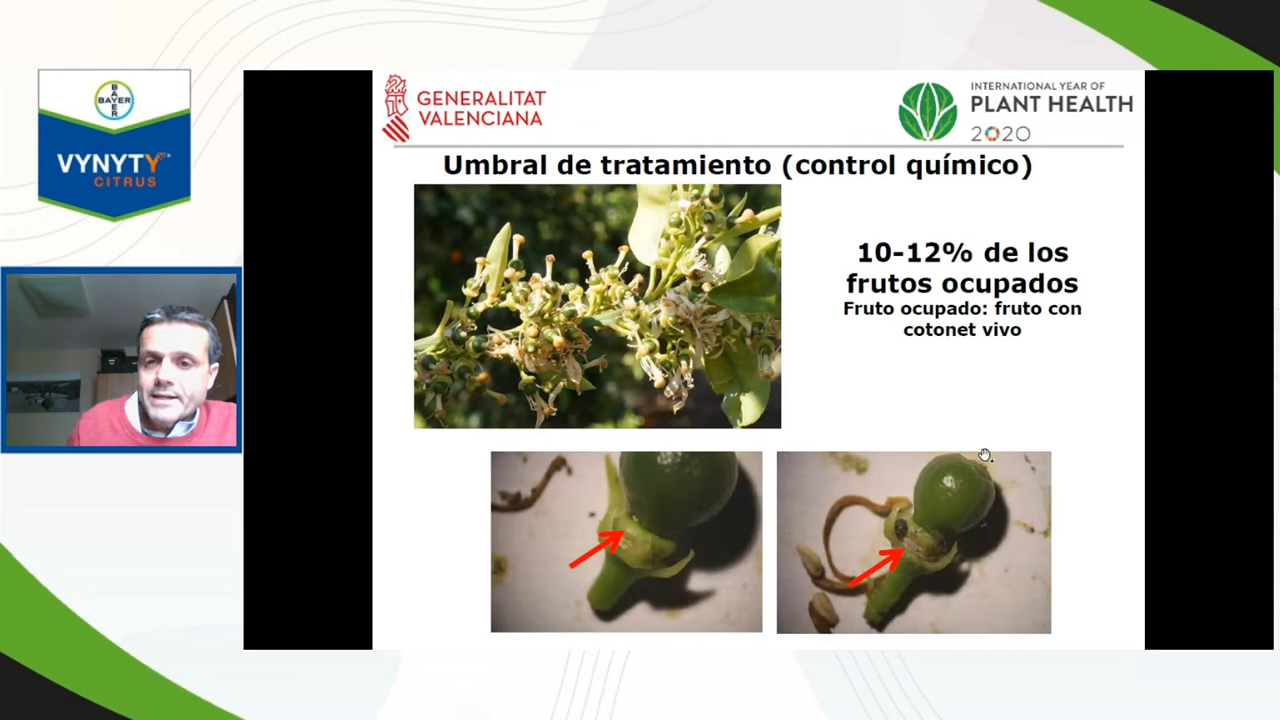 BAYER
BAYER
VYNYTY
CITRUS
GENERALITAT
VALENCIANA
INTERNATIONAL YEAR OF
PLANT HEALTH
2020
Umbral de tratamiento (control químico)
10-12% de los
frutos ocupados
Fruto ocupado: fruto con
cotonet vivo